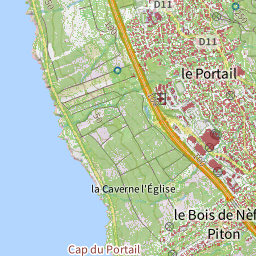 D11
D11
le Portail
la Caverne l'Église
le Bois de Nèf
Piton
Cap du Portail